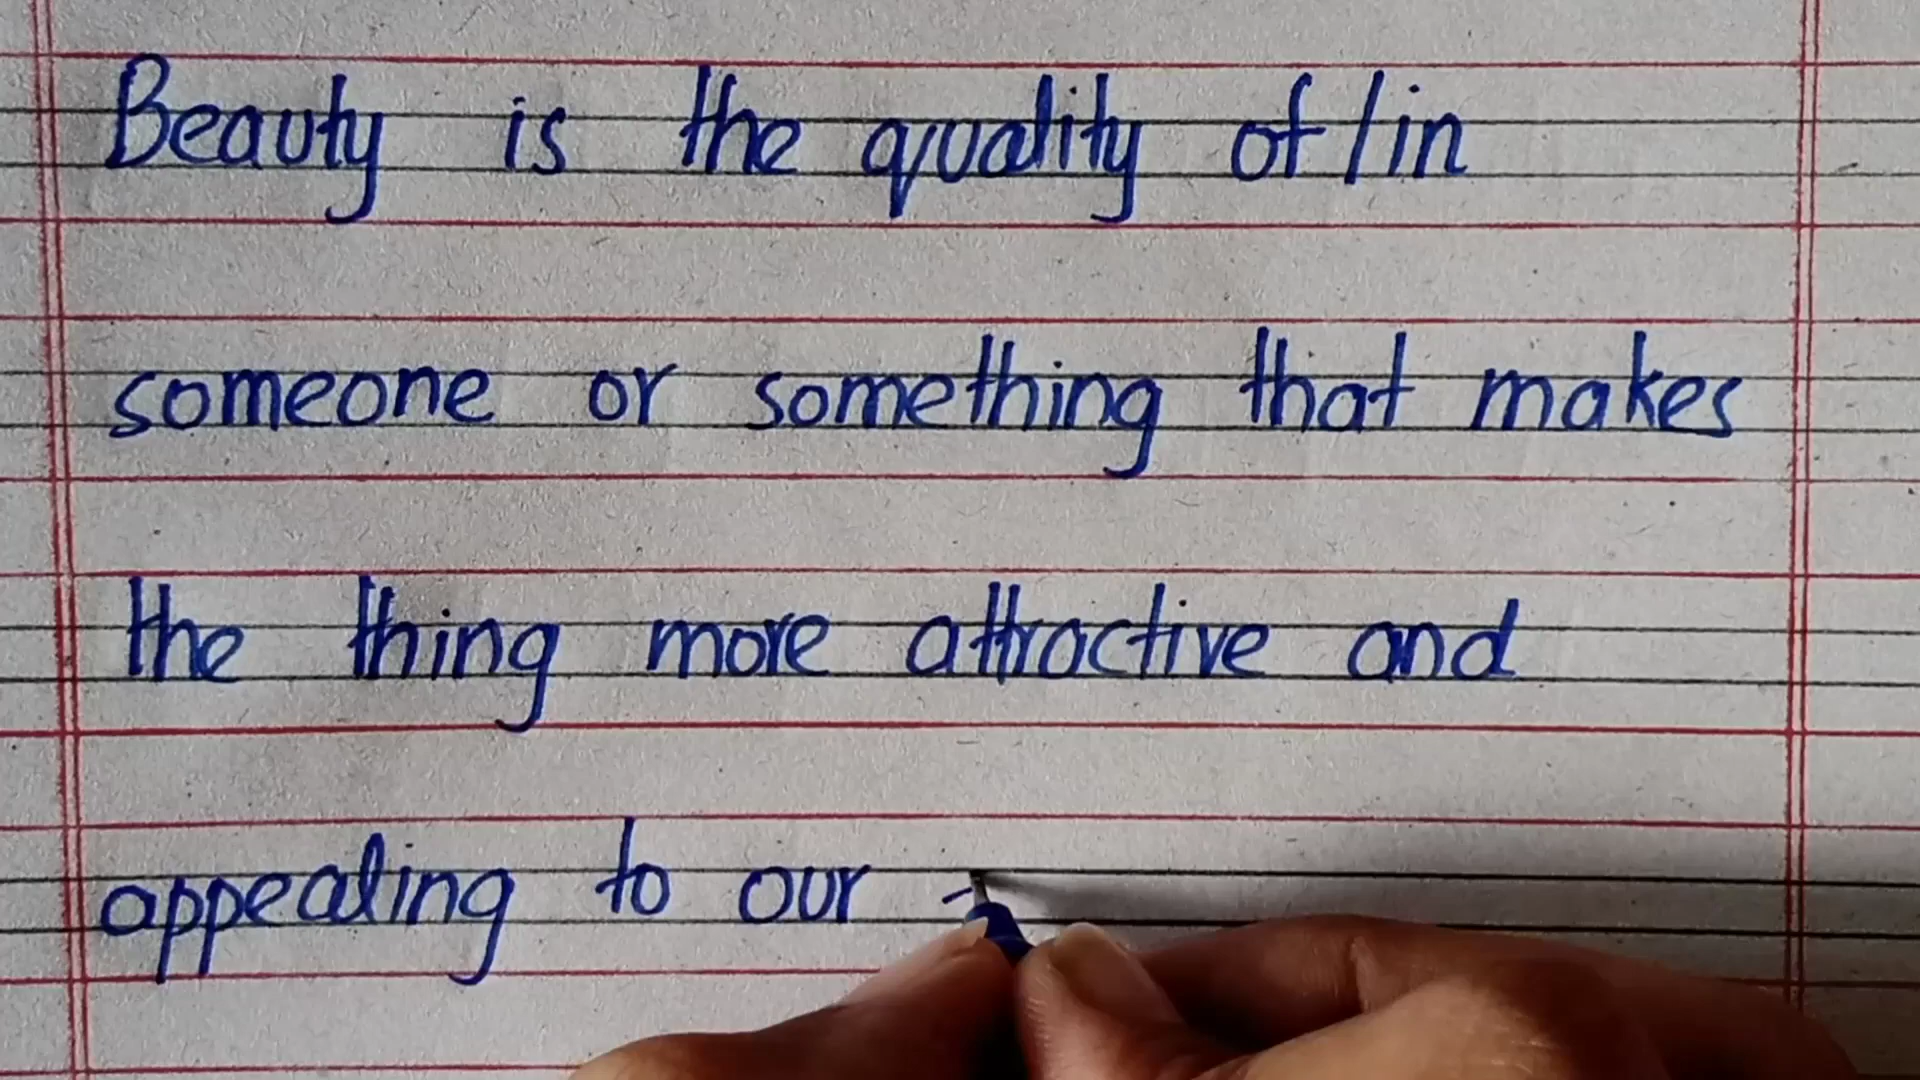 Beauty is the quality of/in
someone or something that makes
the thing more attractive and
appealing to our